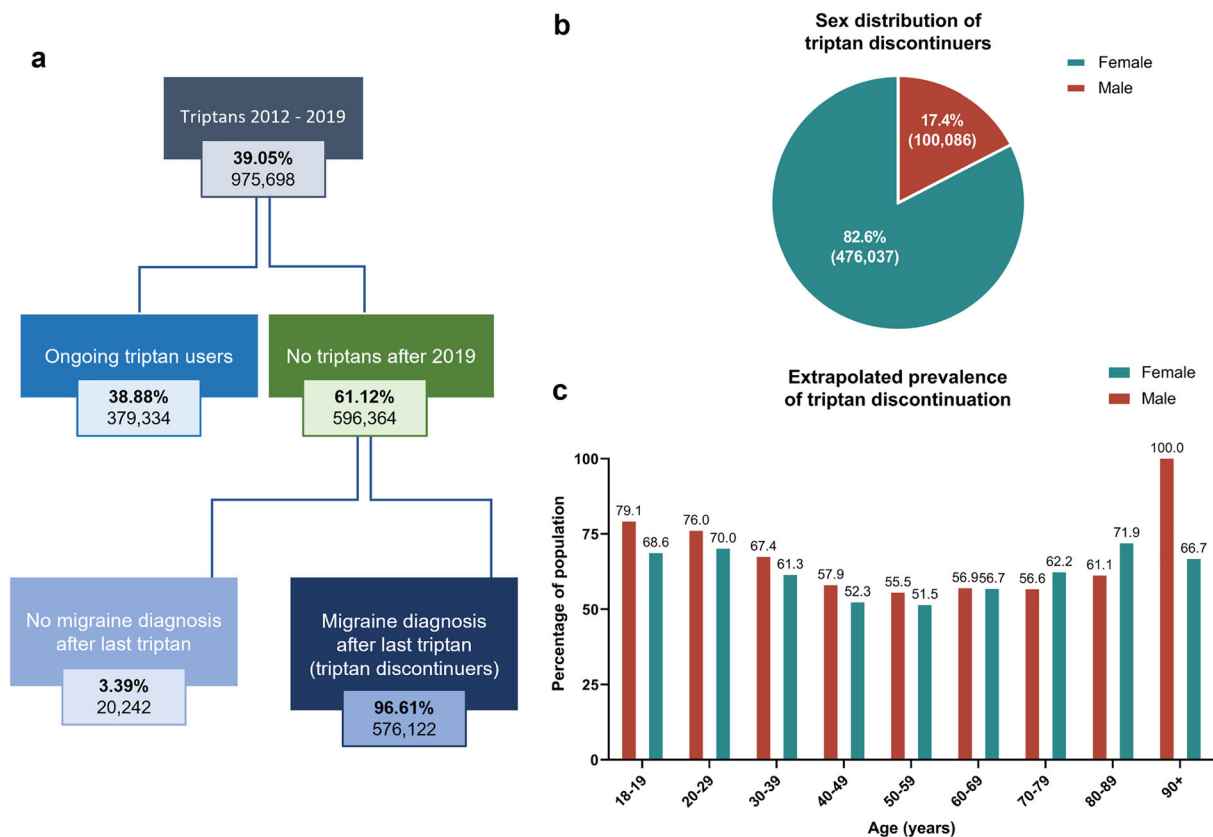 a
Triptans 2012 - 2019
39.05%
975,698
Ongoing triptan users
38.88%
379,334
No triptans after 2019
61.12%
596,364
No migraine diagnosis
after last triptan
3.39%
20,242
Migraine diagnosis
after last triptan
(triptan discontinuers)
96.61%
576,122
b
Sex distribution of
triptan discontinuers
Female
Male
17.4%
(100,086)
82.6%
(476,037)
c
Extrapolated prevalence
of triptan discontinuation
Female
Male
Percentage of population
100
75
50
25
0
79.1
68.6
76.0
70.0
67.4
61.3
57.9
52.3
55.5
51.5
56.9
56.7
56.6
62.2
61.1
71.9
100.0
66.7
18-19
20-29
30-39
40-49
50-59
60-69
70-79
80-89
90+
Age (years)